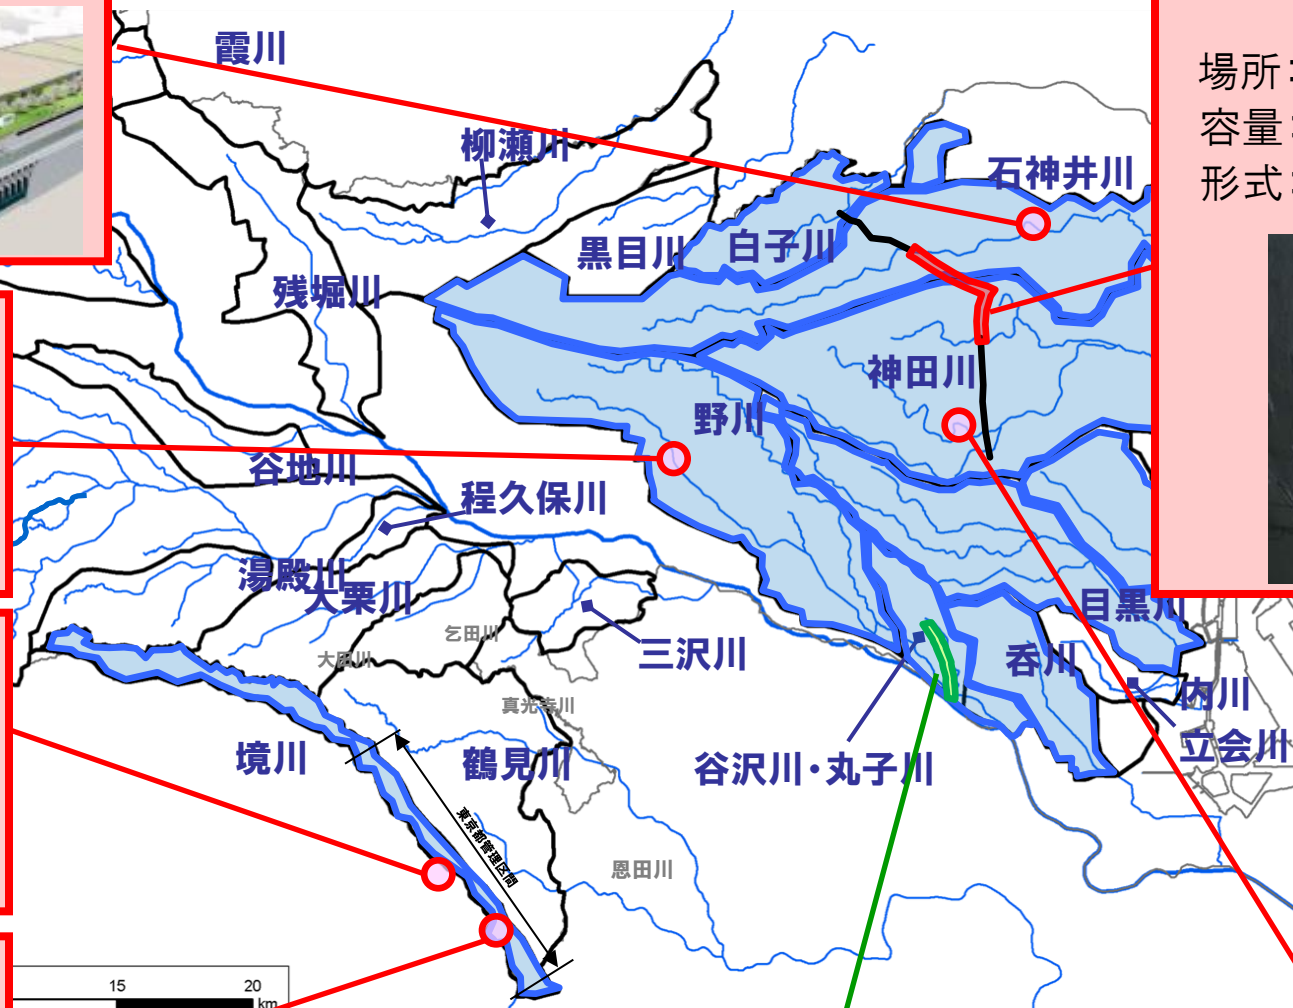 霞川
場所:
容量:
形式:
柳瀬川
石神井川
黒目川
白子川
残堀川
神田川
野川
谷地川
程久保川
湯殿川
大栗川
目黒川
乞田川
三沢川
大田川
呑川
内川
真光寺川
立会川
境川
鶴見川
谷沢川・丸子川
東京都管理区間
恩田川
15
20
km